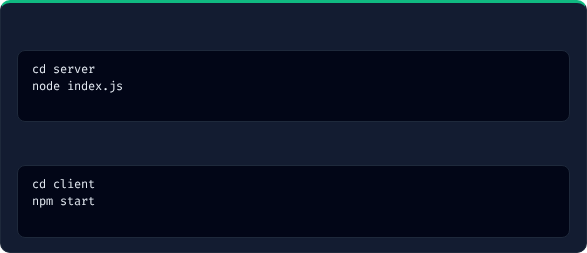 cd server
node index.js
cd client
npm start